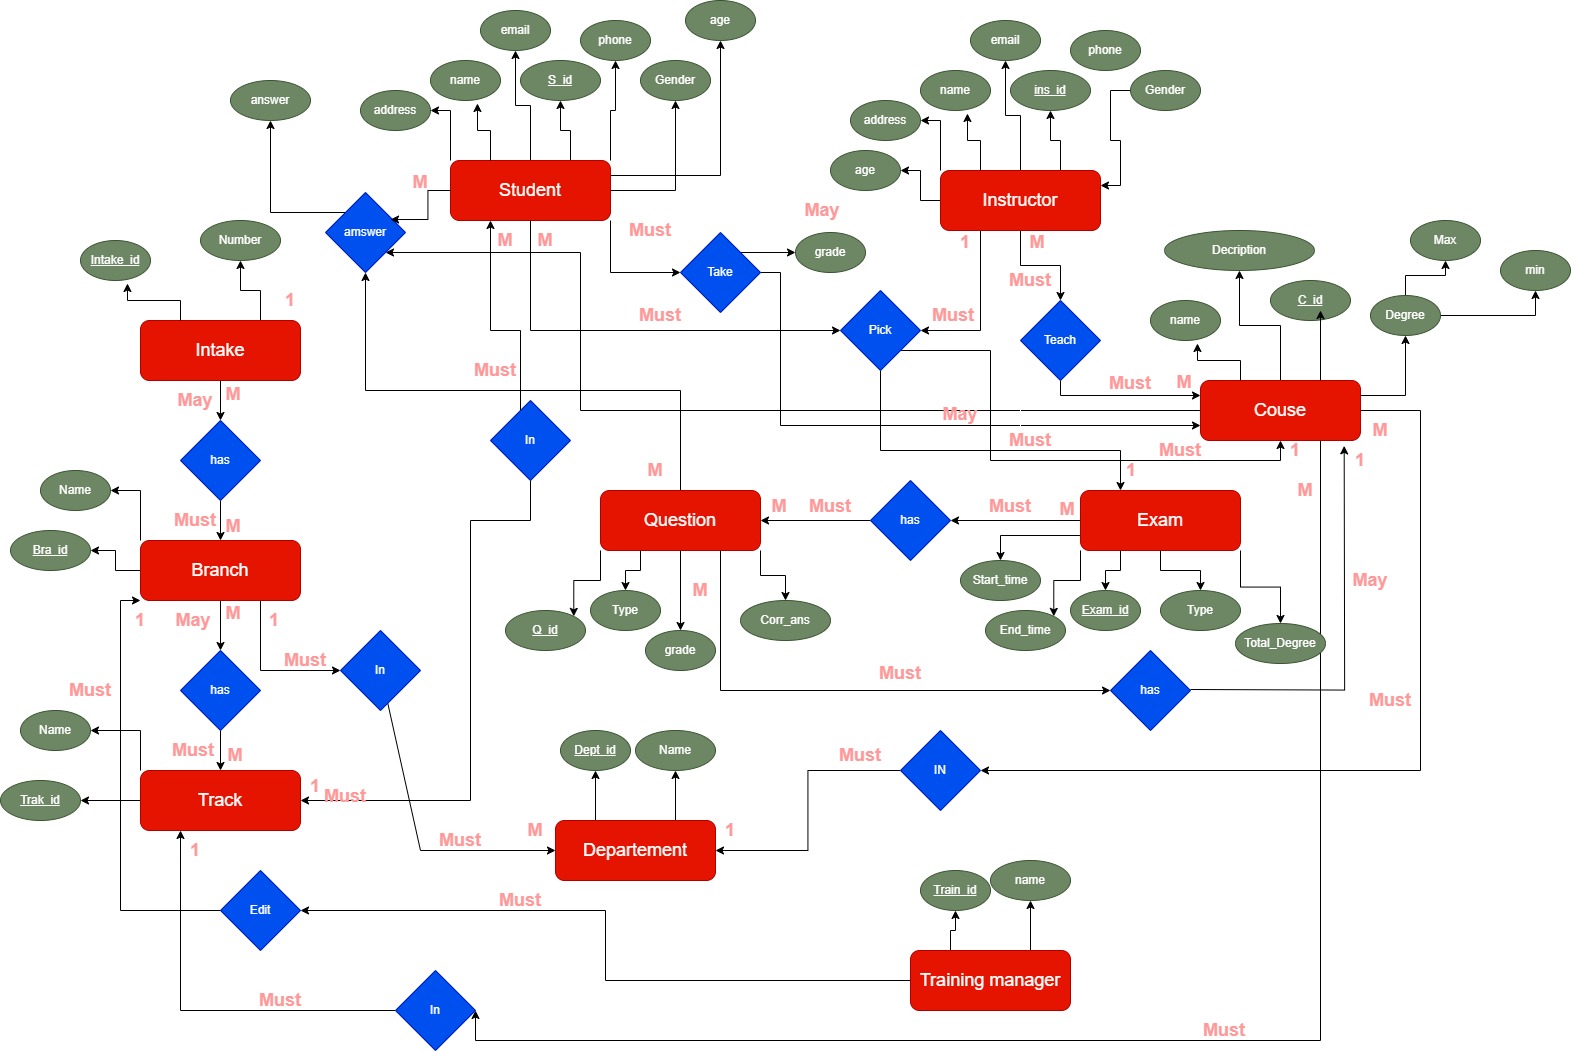 age
email
email
phone
phone
name
S_id
Gender
name
ins_id
Gender
answer
address
address
age
M
Student
Instructor
May
Must
amswer
Number
M
M
1
M
Intake_id
Take
grade
Decription
Max
min
Must
1
C_id
Degree
name
Must
Must
Pick
Teach
Intake
Must
Must
M
May
M
Couse
May
M
In
Must
Must
1
has
M
1
1
Name
M
M
Must
M
Must
M
Must
M
Question
has
Exam
Bra_id
Branch
Start_time
May
M
Type
Exam_id
Type
1
May
M
1
Q_id
Corr_ans
End_time
Total_Degree
grade
Must
In
Must
Must
has
has
Must
Name
Must
M
Dept_id
Name
Must
IN
1
Must
Trak_id
Track
M
1
Must
1
Departement
Train_id
name
Must
Edit
Training manager
Must
In
Must